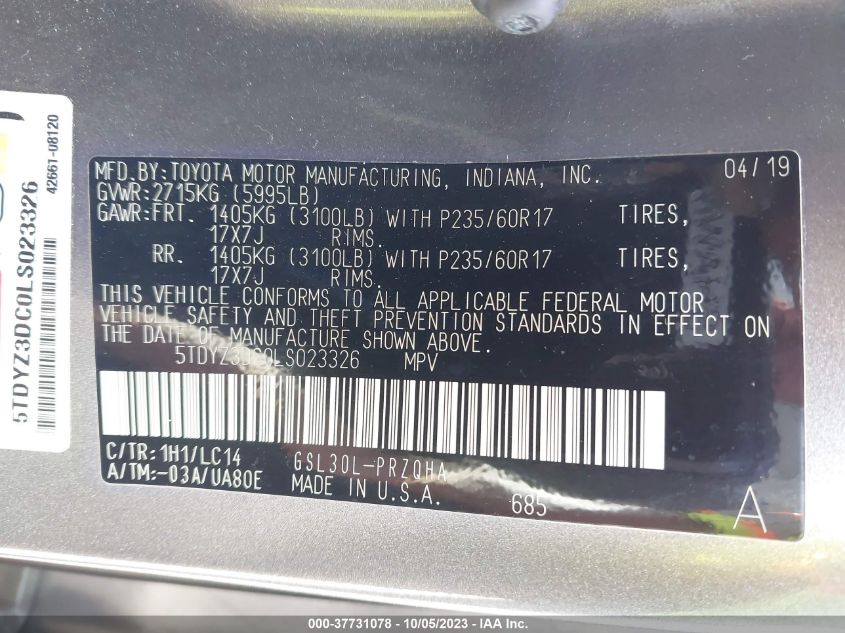 5TDYZ3DC0LS023326
42661-08120
MFD.BY:TOYOTA MOTOR MANUFACTURING, INDIANA, INC. 04/19
GVWR:2715KG (5995LB)
GAWR:FRT. 1405KG (3100LB) WITH P235/60R17 TIRES,
17X7J RIMS.
RR. 1405KG (3100LB) WITH P235/60R17 TIRES,
17X7J RIMS.
THIS VEHICLE CONFORMS TO ALL APPLICABLE FEDERAL MOTOR
VEHICLE SAFETY AND THEFT PREVENTION STANDARDS IN EFFECT ON
THE DATE OF MANUFACTURE SHOWN ABOVE.
5TDYZ3DC0LS023326 MPV
C/TR:1H1/LC14 GSL30L-PRZQHA
A/TM:-03A/UA80E MADE IN U.S.A. 685 A
000-37731078 - 10/05/2023 - IAA Inc.